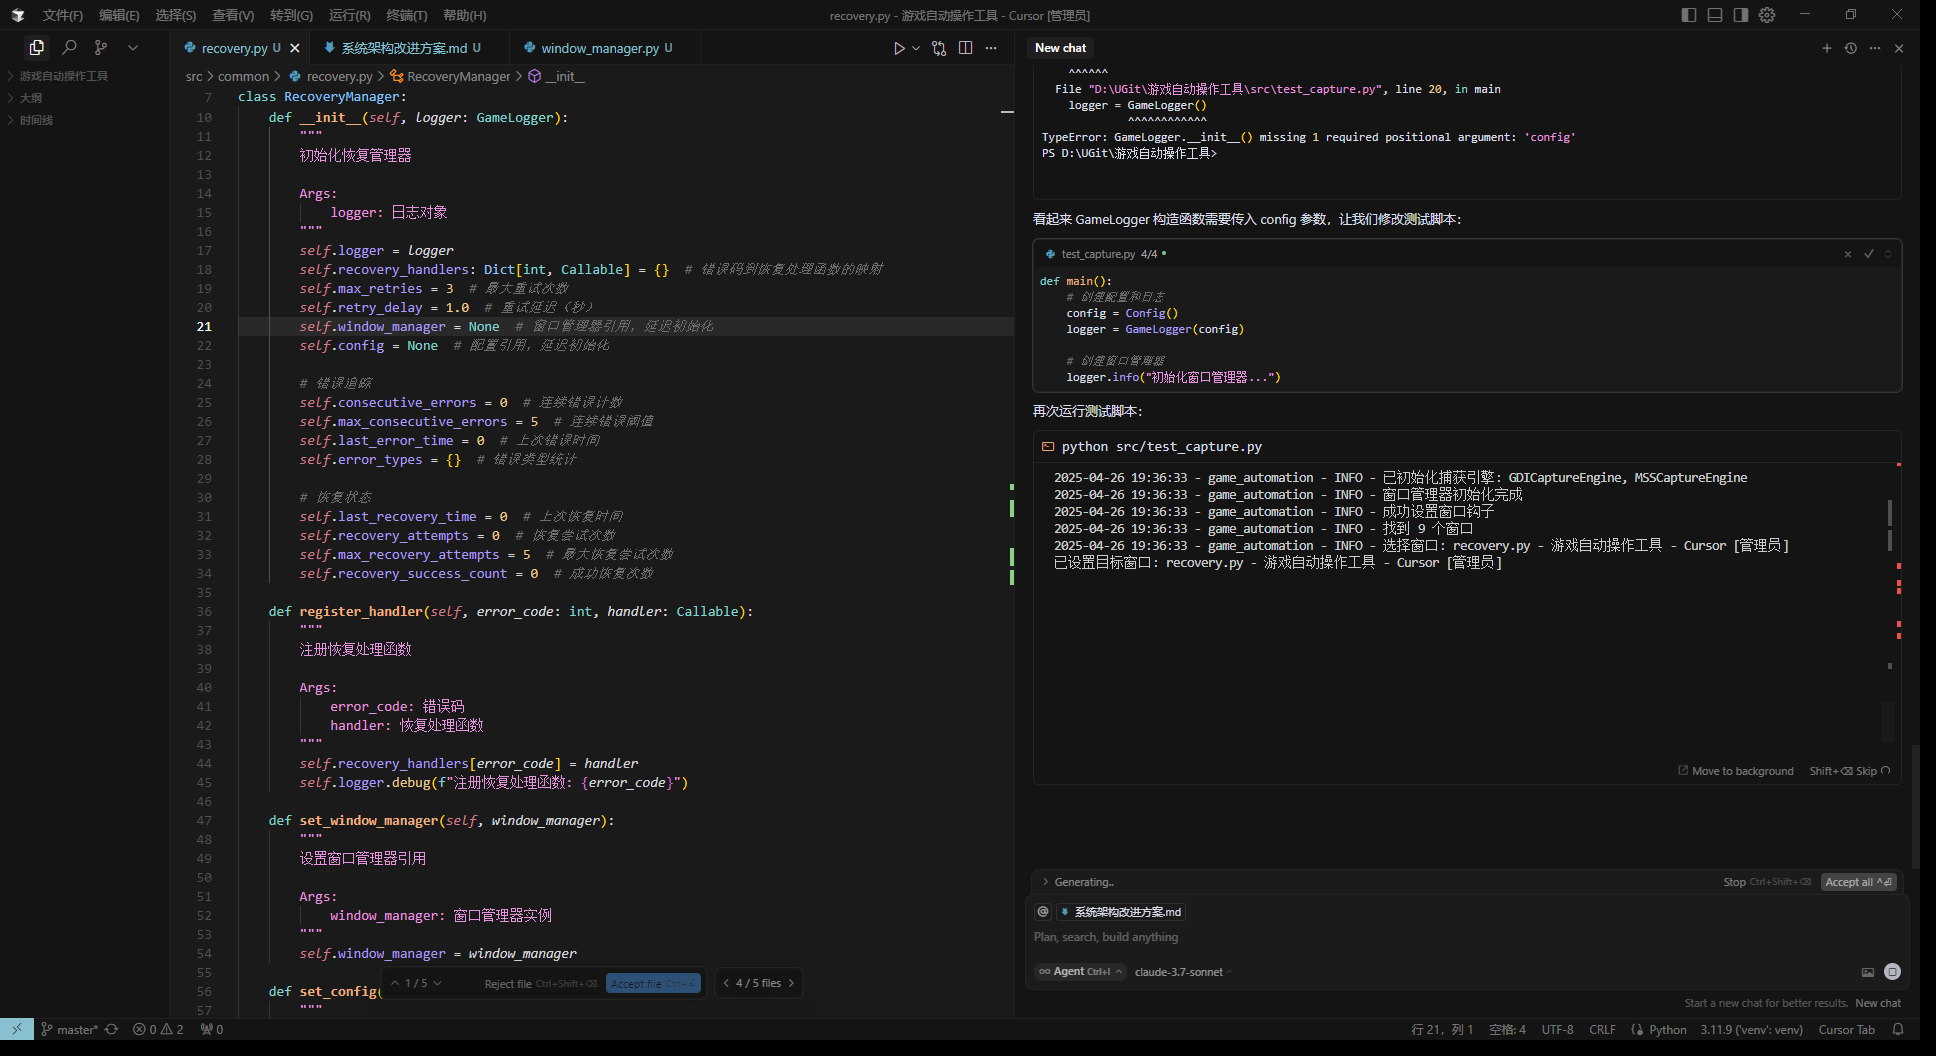 文件(F) 编辑(E) 选择(S) 查看(V) 转到(G) 运行(R) 终端(T) 帮助(H)
recovery.py - 游戏自动操作工具 - Cursor [管理员]
游戏自动操作工具
大纲
时间线
recovery.py U
系统架构改进方案.md U
window_manager.py U
src > common > recovery.py > RecoveryManager > __init__
7 class RecoveryManager:
10 def __init__(self, logger: GameLogger):
11 """
12 初始化恢复管理器
13
14 Args:
15 logger: 日志对象
16 """
17 self.logger = logger
18 self.recovery_handlers: Dict[int, Callable] = {} # 错误码到恢复处理函数的映射
19 self.max_retries = 3 # 最大重试次数
20 self.retry_delay = 1.0 # 重试延迟（秒）
21 self.window_manager = None # 窗口管理器引用，延迟初始化
22 self.config = None # 配置引用，延迟初始化
23
24 # 错误追踪
25 self.consecutive_errors = 0 # 连续错误计数
26 self.max_consecutive_errors = 5 # 连续错误阈值
27 self.last_error_time = 0 # 上次错误时间
28 self.error_types = {} # 错误类型统计
29
30 # 恢复状态
31 self.last_recovery_time = 0 # 上次恢复时间
32 self.recovery_attempts = 0 # 恢复尝试次数
33 self.max_recovery_attempts = 5 # 最大恢复尝试次数
34 self.recovery_success_count = 0 # 成功恢复次数
35
36 def register_handler(self, error_code: int, handler: Callable):
37 """
38 注册恢复处理函数
39
40 Args:
41 error_code: 错误码
42 handler: 恢复处理函数
43 """
44 self.recovery_handlers[error_code] = handler
45 self.logger.debug(f"注册恢复处理函数: {error_code}")
46
47 def set_window_manager(self, window_manager):
48 """
49 设置窗口管理器引用
50
51 Args:
52 window_manager: 窗口管理器实例
53 """
54 self.window_manager = window_manager
55
56 def set_config(
57 """
1 / 5
Reject file Ctrl+Shift+⌫
Accept file Ctrl+⏎
4 / 5 files
New chat
^^^^^^
File "D:\UGit\游戏自动操作工具\src\test_capture.py", line 20, in main
logger = GameLogger()
^^^^^^^^^^^^
TypeError: GameLogger.__init__() missing 1 required positional argument: 'config'
PS D:\UGit\游戏自动操作工具>
看起来 GameLogger 构造函数需要传入 config 参数，让我们修改测试脚本：
test_capture.py 4/4
def main():
# 创建配置和日志
config = Config()
logger = GameLogger(config)
# 创建窗口管理器
logger.info("初始化窗口管理器...")
再次运行测试脚本：
python src/test_capture.py
2025-04-26 19:36:33 - game_automation - INFO - 已初始化捕获引擎: GDICaptureEngine, MSSCaptureEngine
2025-04-26 19:36:33 - game_automation - INFO - 窗口管理器初始化完成
2025-04-26 19:36:33 - game_automation - INFO - 成功设置窗口钩子
2025-04-26 19:36:33 - game_automation - INFO - 找到 9 个窗口
2025-04-26 19:36:33 - game_automation - INFO - 选择窗口: recovery.py - 游戏自动操作工具 - Cursor [管理员]
已设置目标窗口: recovery.py - 游戏自动操作工具 - Cursor [管理员]
Move to background Shift+⌫ Skip
Generating..
Stop Ctrl+Shift+⌫ Accept all ^⏎
@ 系统架构改进方案.md
Plan, search, build anything
∞ Agent Ctrl+I claude-3.7-sonnet
Start a new chat for better results. New chat
master* 0 2 0
行 21，列 1 空格: 4 UTF-8 CRLF Python 3.11.9 ('venv': venv) Cursor Tab